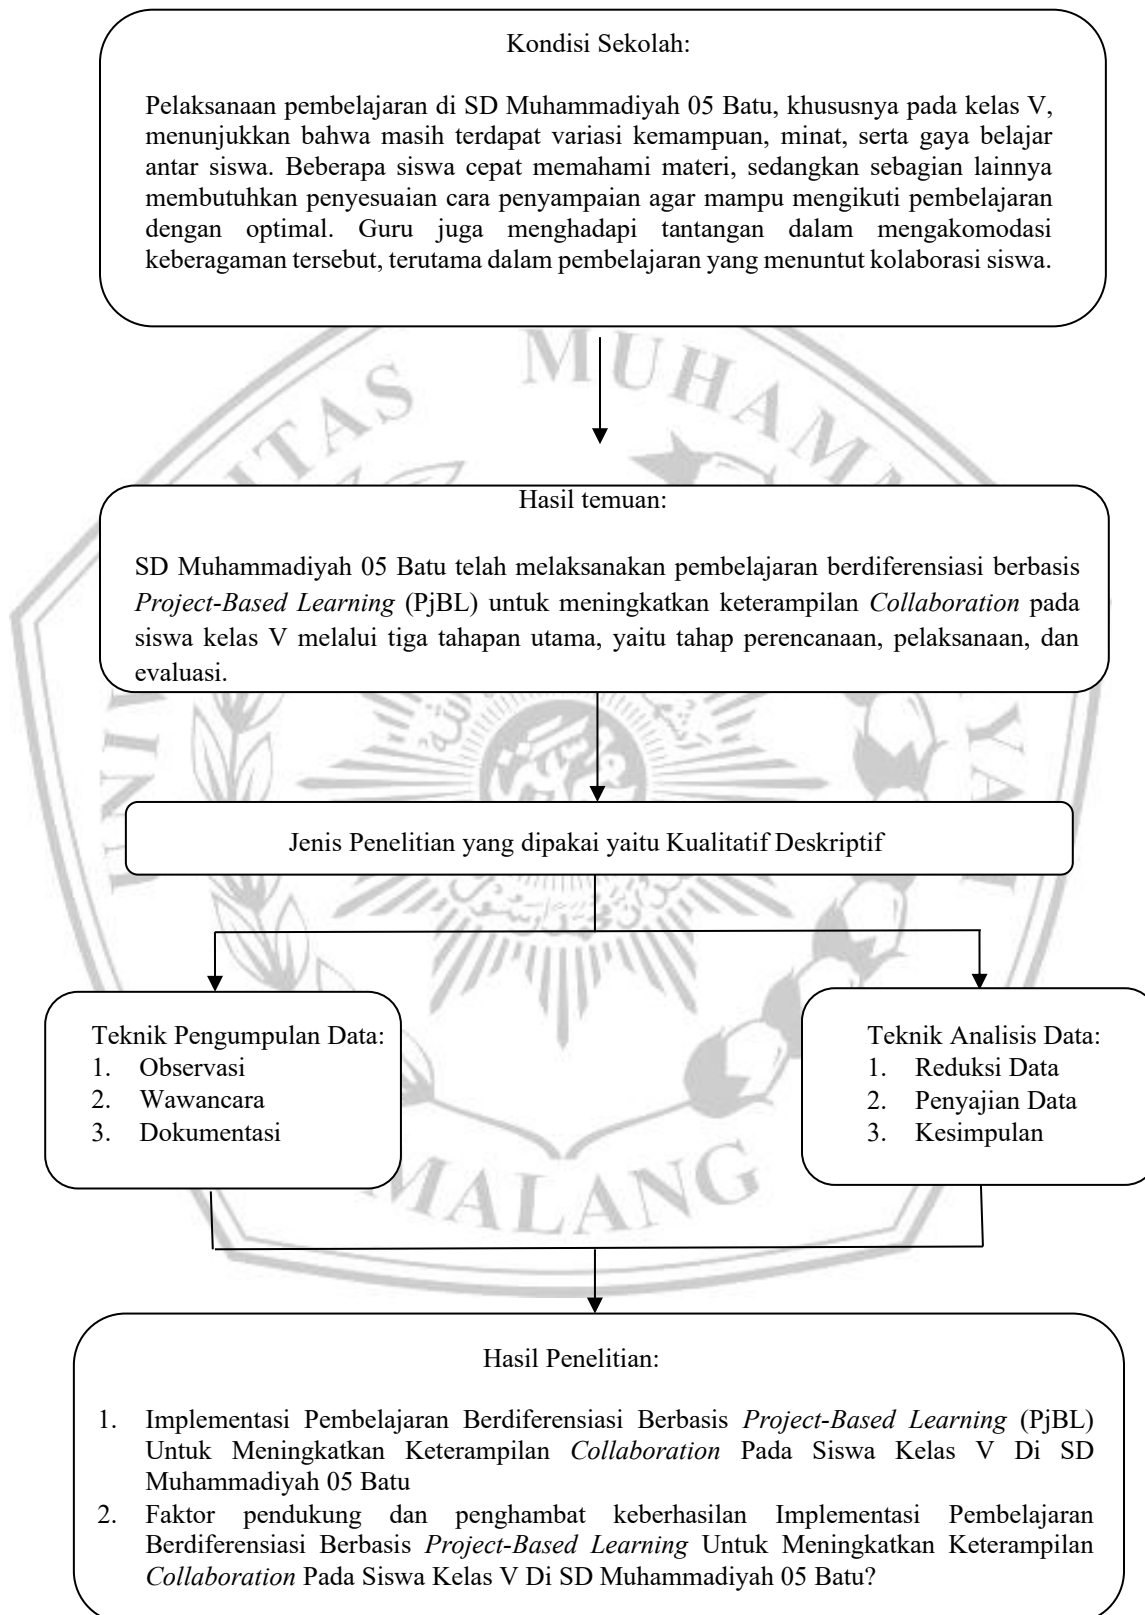 Kondisi Sekolah:
Pelaksanaan pembelajaran di SD Muhammadiyah 05 Batu, khususnya pada kelas V,
menunjukkan bahwa masih terdapat variasi kemampuan, minat, serta gaya belajar
antar siswa. Beberapa siswa cepat memahami materi, sedangkan sebagian lainnya
membutuhkan penyesuaian cara penyampaian agar mampu mengikuti pembelajaran
dengan optimal. Guru juga menghadapi tantangan dalam mengakomodasi
keberagaman tersebut, terutama dalam pembelajaran yang menuntut kolaborasi siswa.
Hasil temuan:
SD Muhammadiyah 05 Batu telah melaksanakan pembelajaran berdiferensiasi berbasis
Project-Based Learning (PjBL) untuk meningkatkan keterampilan Collaboration pada
siswa kelas V melalui tiga tahapan utama, yaitu tahap perencanaan, pelaksanaan, dan
evaluasi.
Jenis Penelitian yang dipakai yaitu Kualitatif Deskriptif
Teknik Pengumpulan Data:
1. Observasi
2. Wawancara
3. Dokumentasi
Teknik Analisis Data:
1. Reduksi Data
2. Penyajian Data
3. Kesimpulan
MALANG
Hasil Penelitian:
1. Implementasi Pembelajaran Berdiferensiasi Berbasis Project-Based Learning (PjBL)
Untuk Meningkatkan Keterampilan Collaboration Pada Siswa Kelas V Di SD
Muhammadiyah 05 Batu
2. Faktor pendukung dan penghambat keberhasilan Implementasi Pembelajaran
Berdiferensiasi Berbasis Project-Based Learning Untuk Meningkatkan Keterampilan
Collaboration Pada Siswa Kelas V Di SD Muhammadiyah 05 Batu?